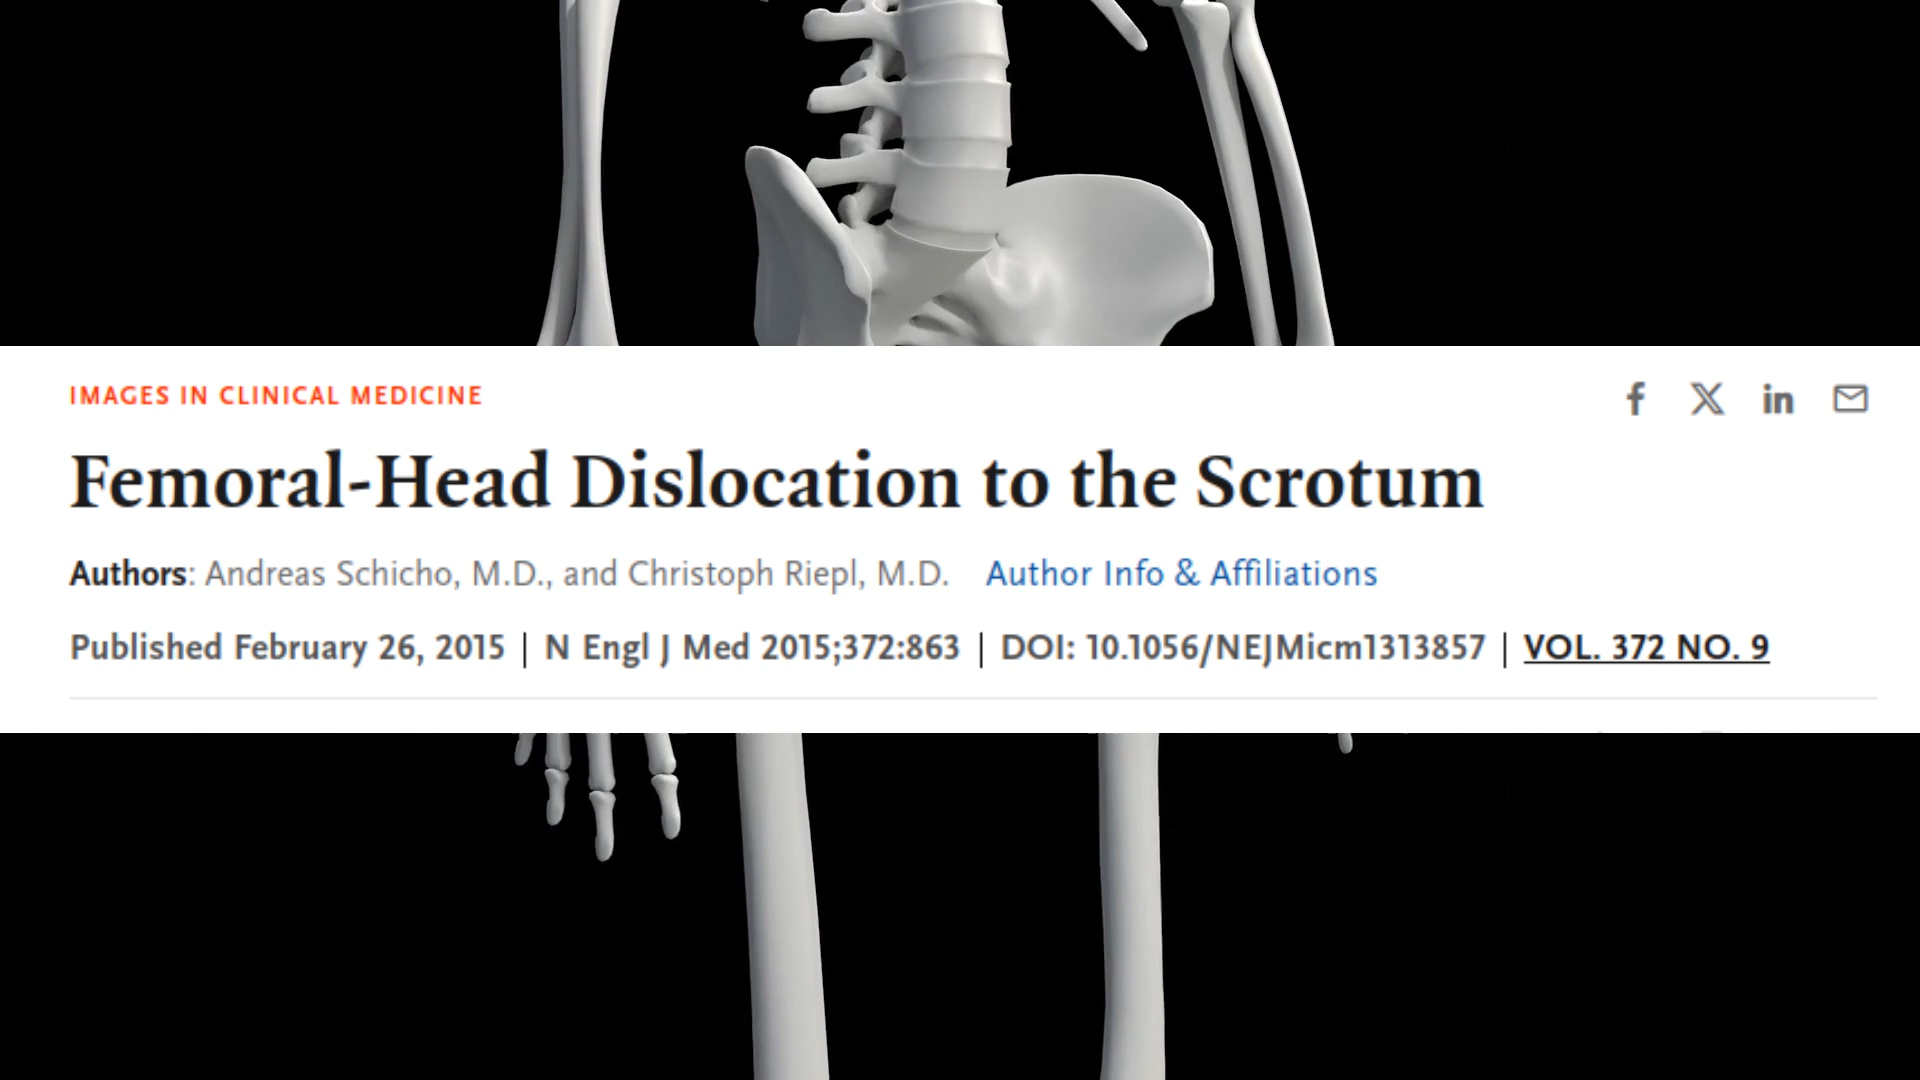 IMAGES IN CLINICAL MEDICINE
Femoral-Head Dislocation to the Scrotum
Authors: Andreas Schicho, M.D., and Christoph Riepl, M.D. Author Info & Affiliations
Published February 26, 2015 | N Engl J Med 2015;372:863 | DOI: 10.1056/NEJMicm1313857 | VOL. 372 NO. 9